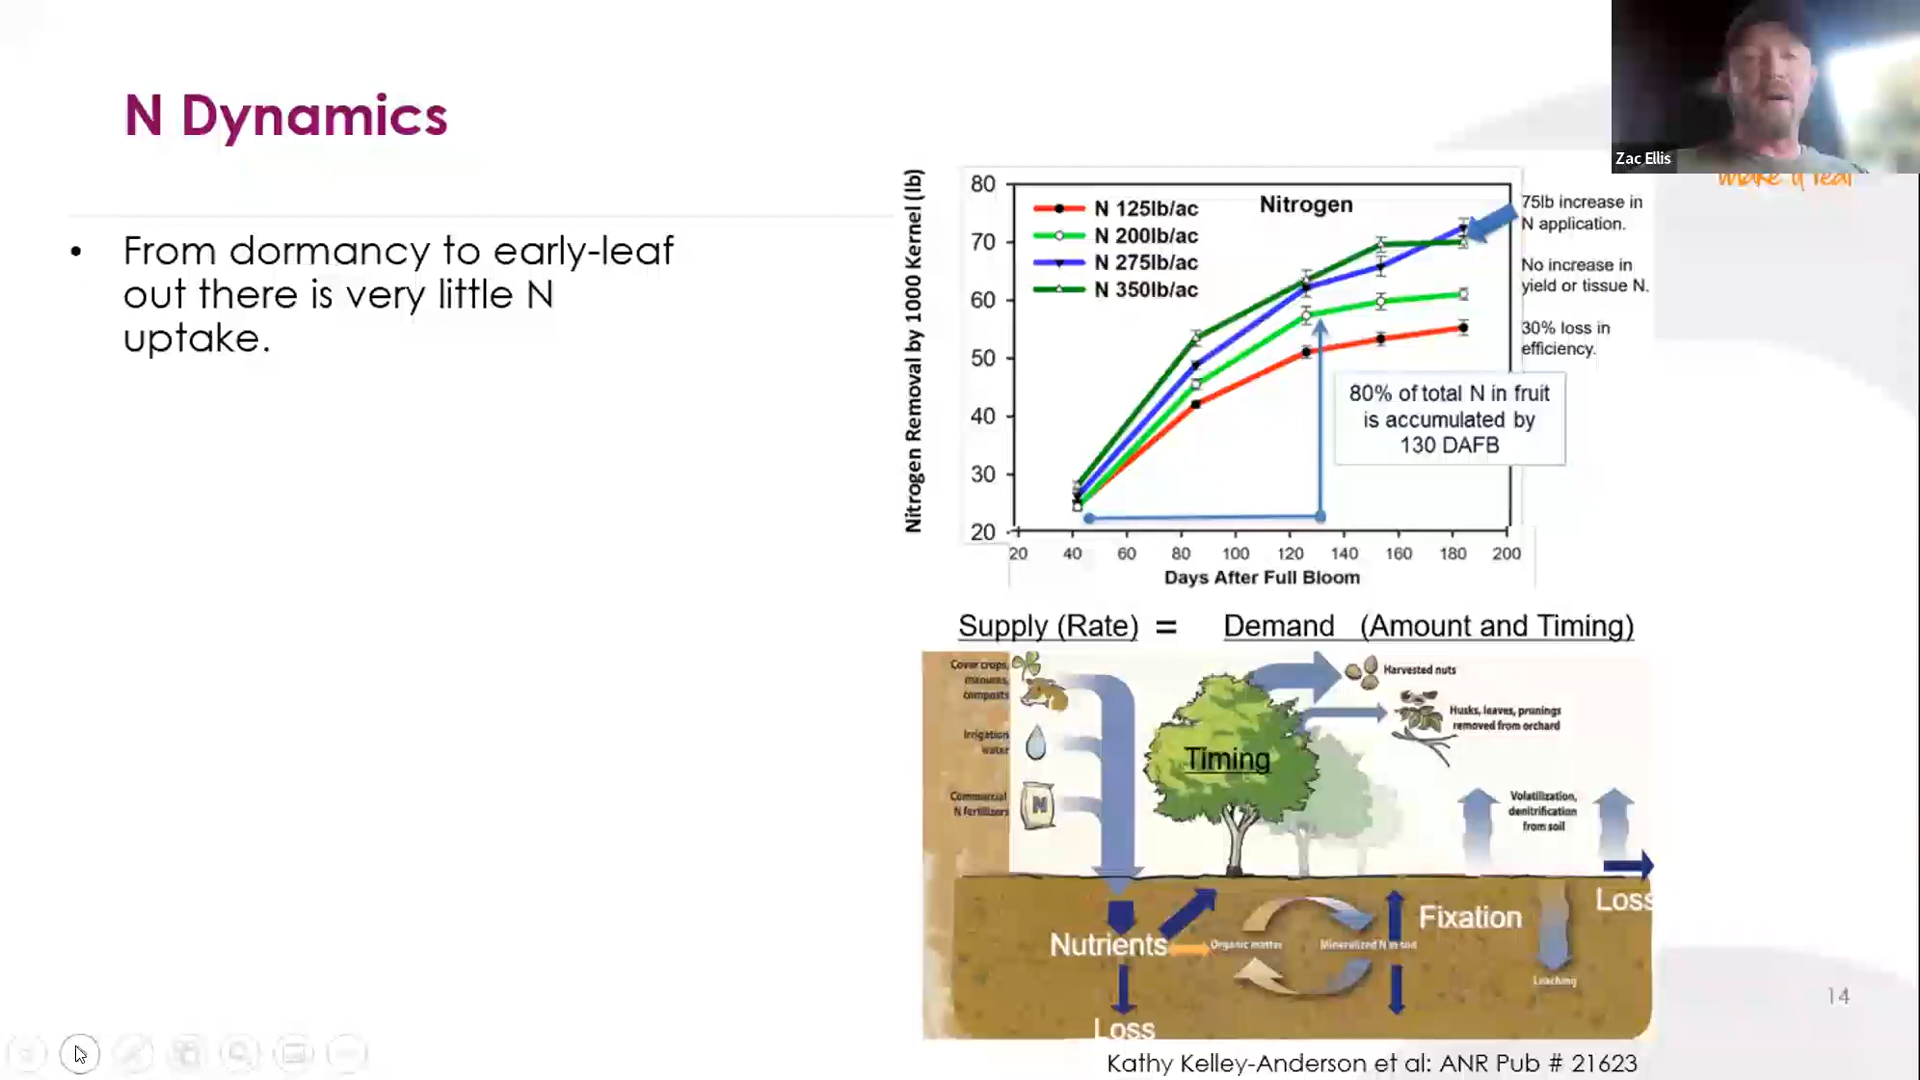 N Dynamics
Zac Ellis
make it real
• From dormancy to early-leaf
out there is very little N
uptake.
Nitrogen Removal by 1000 Kernel (lb)
80
70
60
50
40
30
20
Nitrogen
N 125lb/ac
N 200lb/ac
N 275lb/ac
N 350lb/ac
20 40 60 80 100 120 140 160 180 200
Days After Full Bloom
75lb increase in
N application.
No increase in
yield or tissue N.
30% loss in
efficiency.
80% of total N in fruit
is accumulated by
130 DAFB
Supply (Rate) = Demand (Amount and Timing)
Cover crops,
manures,
composts
Irrigation
water
Commercial
N fertilizers
N
Timing
Harvested nuts
Husks, leaves, prunings
removed from orchard
Volatilization,
denitrification
from soil
Loss
Fixation
Nutrients
Organic matter
Mineralized N in soil
Leaching
Loss
14
Kathy Kelley-Anderson et al: ANR Pub # 21623